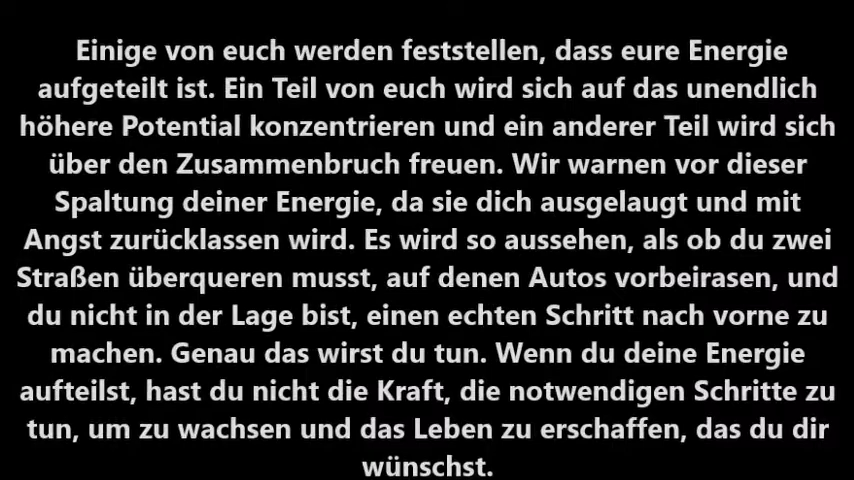 Einige von euch werden feststellen, dass eure Energie
aufgeteilt ist. Ein Teil von euch wird sich auf das unendlich
höhere Potential konzentrieren und ein anderer Teil wird sich
über den Zusammenbruch freuen. Wir warnen vor dieser
Spaltung deiner Energie, da sie dich ausgelaugt und mit
Angst zurücklassen wird. Es wird so aussehen, als ob du zwei
Straßen überqueren musst, auf denen Autos vorbeirasen, und
du nicht in der Lage bist, einen echten Schritt nach vorne zu
machen. Genau das wirst du tun. Wenn du deine Energie
aufteilst, hast du nicht die Kraft, die notwendigen Schritte zu
tun, um zu wachsen und das Leben zu erschaffen, das du dir
wünschst.